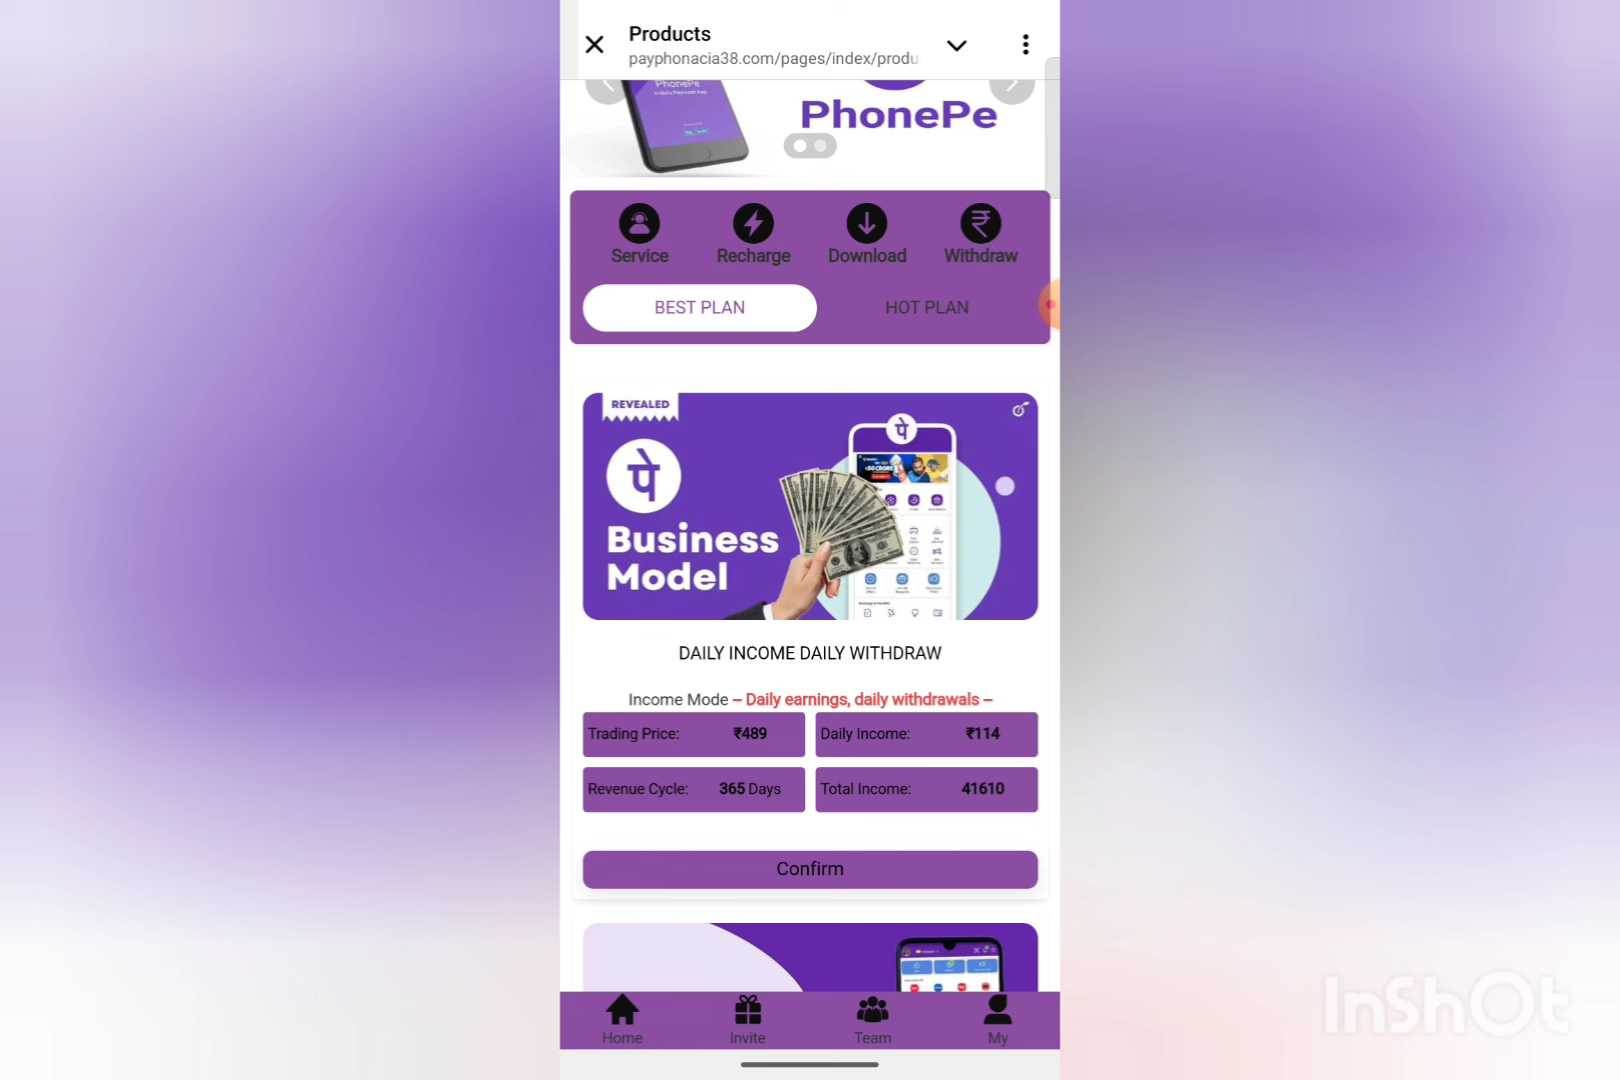 Products
payphonacia38.com/pages/index/produ
PhonePe
PhonePe
Service
Recharge
Download
Withdraw
BEST PLAN
HOT PLAN
REVEALED
पे
पे
Business
Model
DAILY INCOME DAILY WITHDRAW
Income Mode – Daily earnings, daily withdrawals –
Trading Price: ₹489
Daily Income: ₹114
Revenue Cycle: 365 Days
Total Income: 41610
Confirm
Home
Invite
Team
My
InShOt